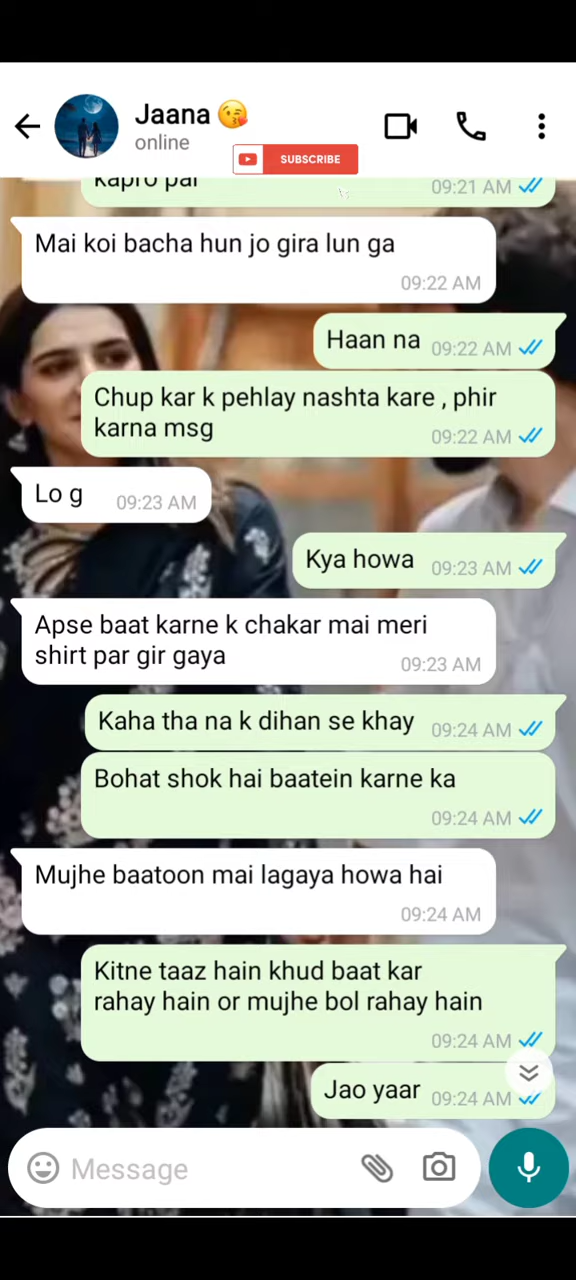 Jaana 😘
online
SUBSCRIBE
kapro par
09:21 AM
Mai koi bacha hun jo gira lun ga
09:22 AM
Haan na 09:22 AM
Chup kar k pehlay nashta kare , phir
karna msg 09:22 AM
Lo g 09:23 AM
Kya howa 09:23 AM
Apse baat karne k chakar mai meri
shirt par gir gaya 09:23 AM
Kaha tha na k dihan se khay 09:24 AM
Bohat shok hai baatein karne ka
09:24 AM
Mujhe baatoon mai lagaya howa hai
09:24 AM
Kitne taaz hain khud baat kar
rahay hain or mujhe bol rahay hain
09:24 AM
Jao yaar 09:24 AM
Message